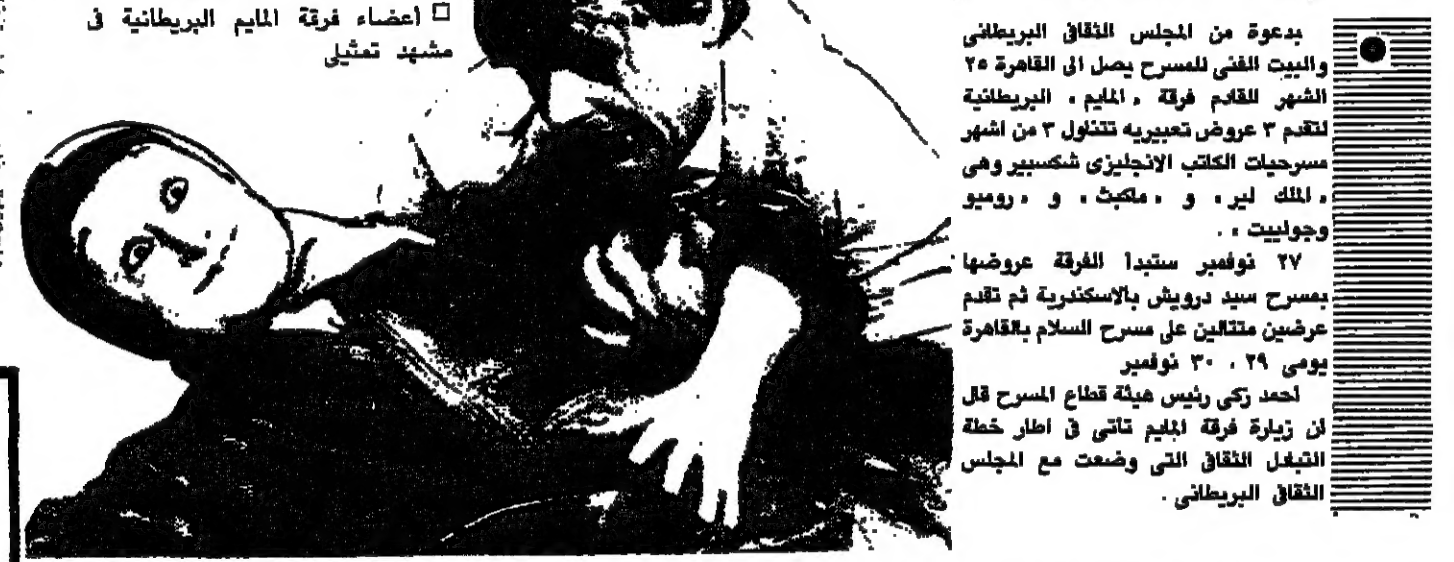 □ أعضاء فرقة المايم البريطانية فى
مشهد تمثيلى
بدعوة من المجلس الثقافى البريطانى
والبيت الفنى للمسرح يصل الى القاهرة ٢٥
الشهر القادم فرقة « المايم » البريطانية
لتقدم ٣ عروض تعبيريه تتناول ٣ من اشهر
مسرحيات الكاتب الانجليزى شكسبير وهى
« الملك لير » و « ماكبث » و « روميو
وجولييت » .
٢٧ نوفمبر ستبدأ الفرقة عروضها
بمسرح سيد درويش بالاسكندرية ثم تقدم
عرضين متتالين على مسرح السلام بالقاهرة
يومى ٢٩ ، ٣٠ نوفمبر
أحمد زكى رئيس هيئة قطاع المسرح قال
ان زيارة فرقة المايم تأتى فى اطار خطة
التبادل الثقافى التى وضعت مع المجلس
الثقافى البريطانى .